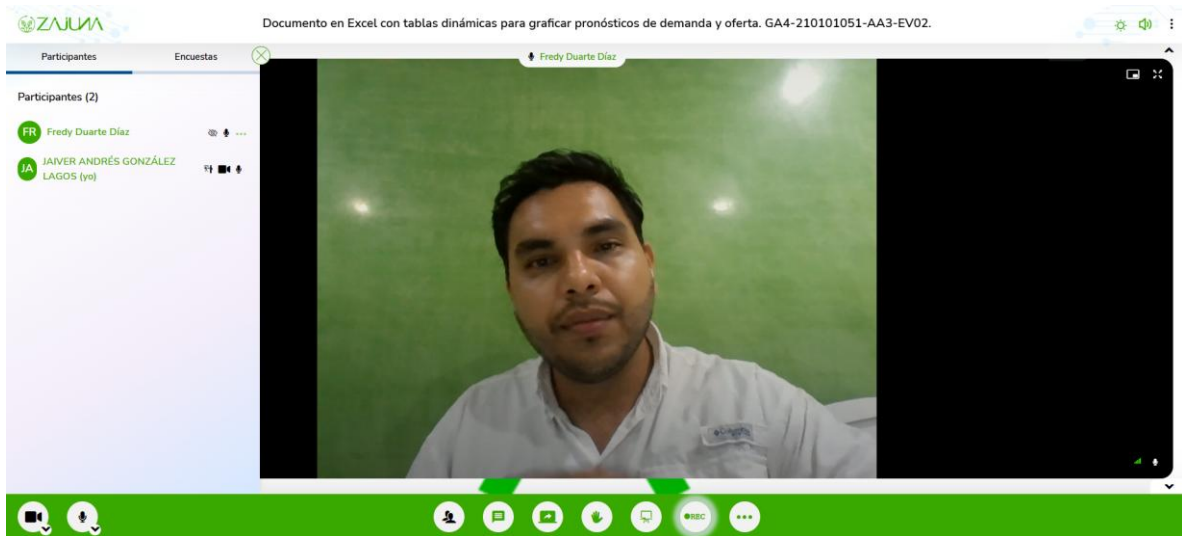 ZAJUNA
Documento en Excel con tablas dinámicas para graficar pronósticos de demanda y oferta. GA4-210101051-AA3-EV02.
Participantes
Encuestas
Fredy Duarte Díaz
Participantes (2)
FR
Fredy Duarte Díaz
JA
JAIVER ANDRÉS GONZÁLEZ
LAGOS (yo)
Columbia
REC